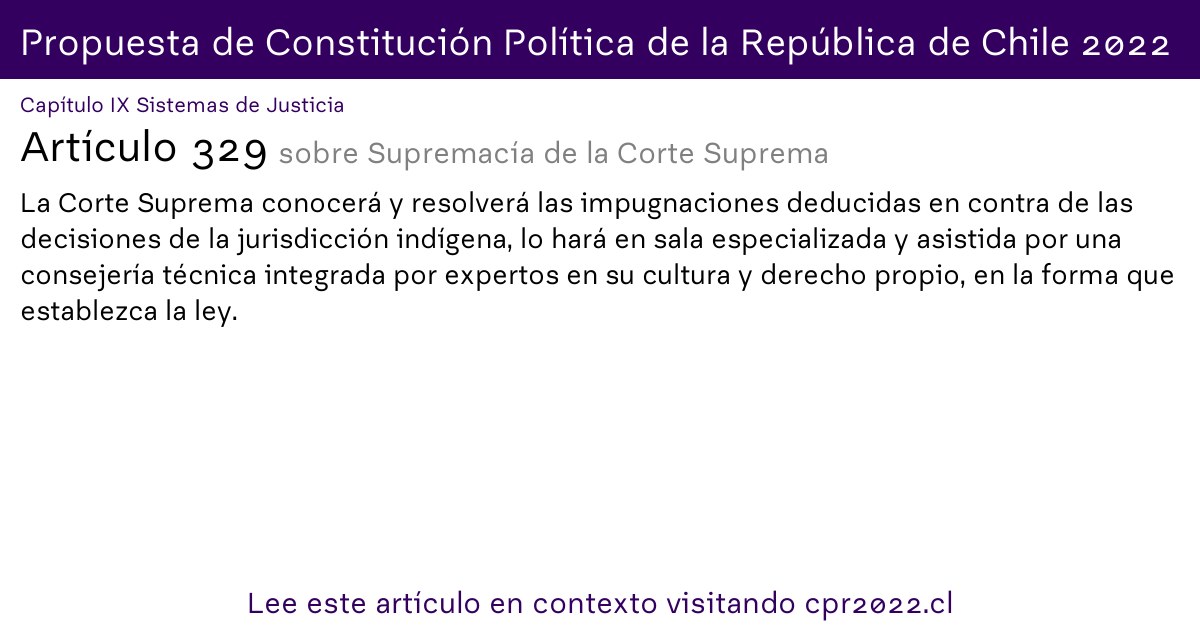 Propuesta de Constitución Política de la República de Chile 2022
Capítulo IX Sistemas de Justicia
Artículo 329 sobre Supremacía de la Corte Suprema
La Corte Suprema conocerá y resolverá las impugnaciones deducidas en contra de las
decisiones de la jurisdicción indígena, lo hará en sala especializada y asistida por una
consejería técnica integrada por expertos en su cultura y derecho propio, en la forma que
establezca la ley.
Lee este artículo en contexto visitando cpr2022.cl